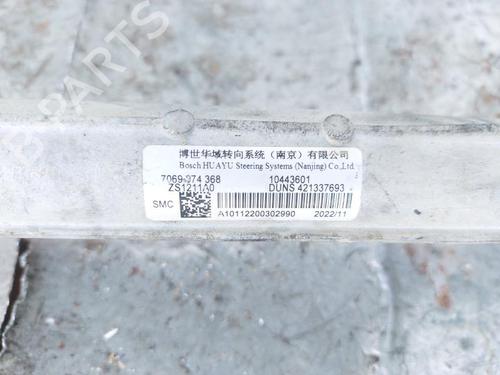 博世华域转向系统（南京）有限公司
Bosch HUAYU Steering Systems (Nanjing) Co.,Ltd.
7069 974 368 10443601
ZS1211A0 DUNS 421337693
SMC
A10112200302990 2022/11
B-PARTS